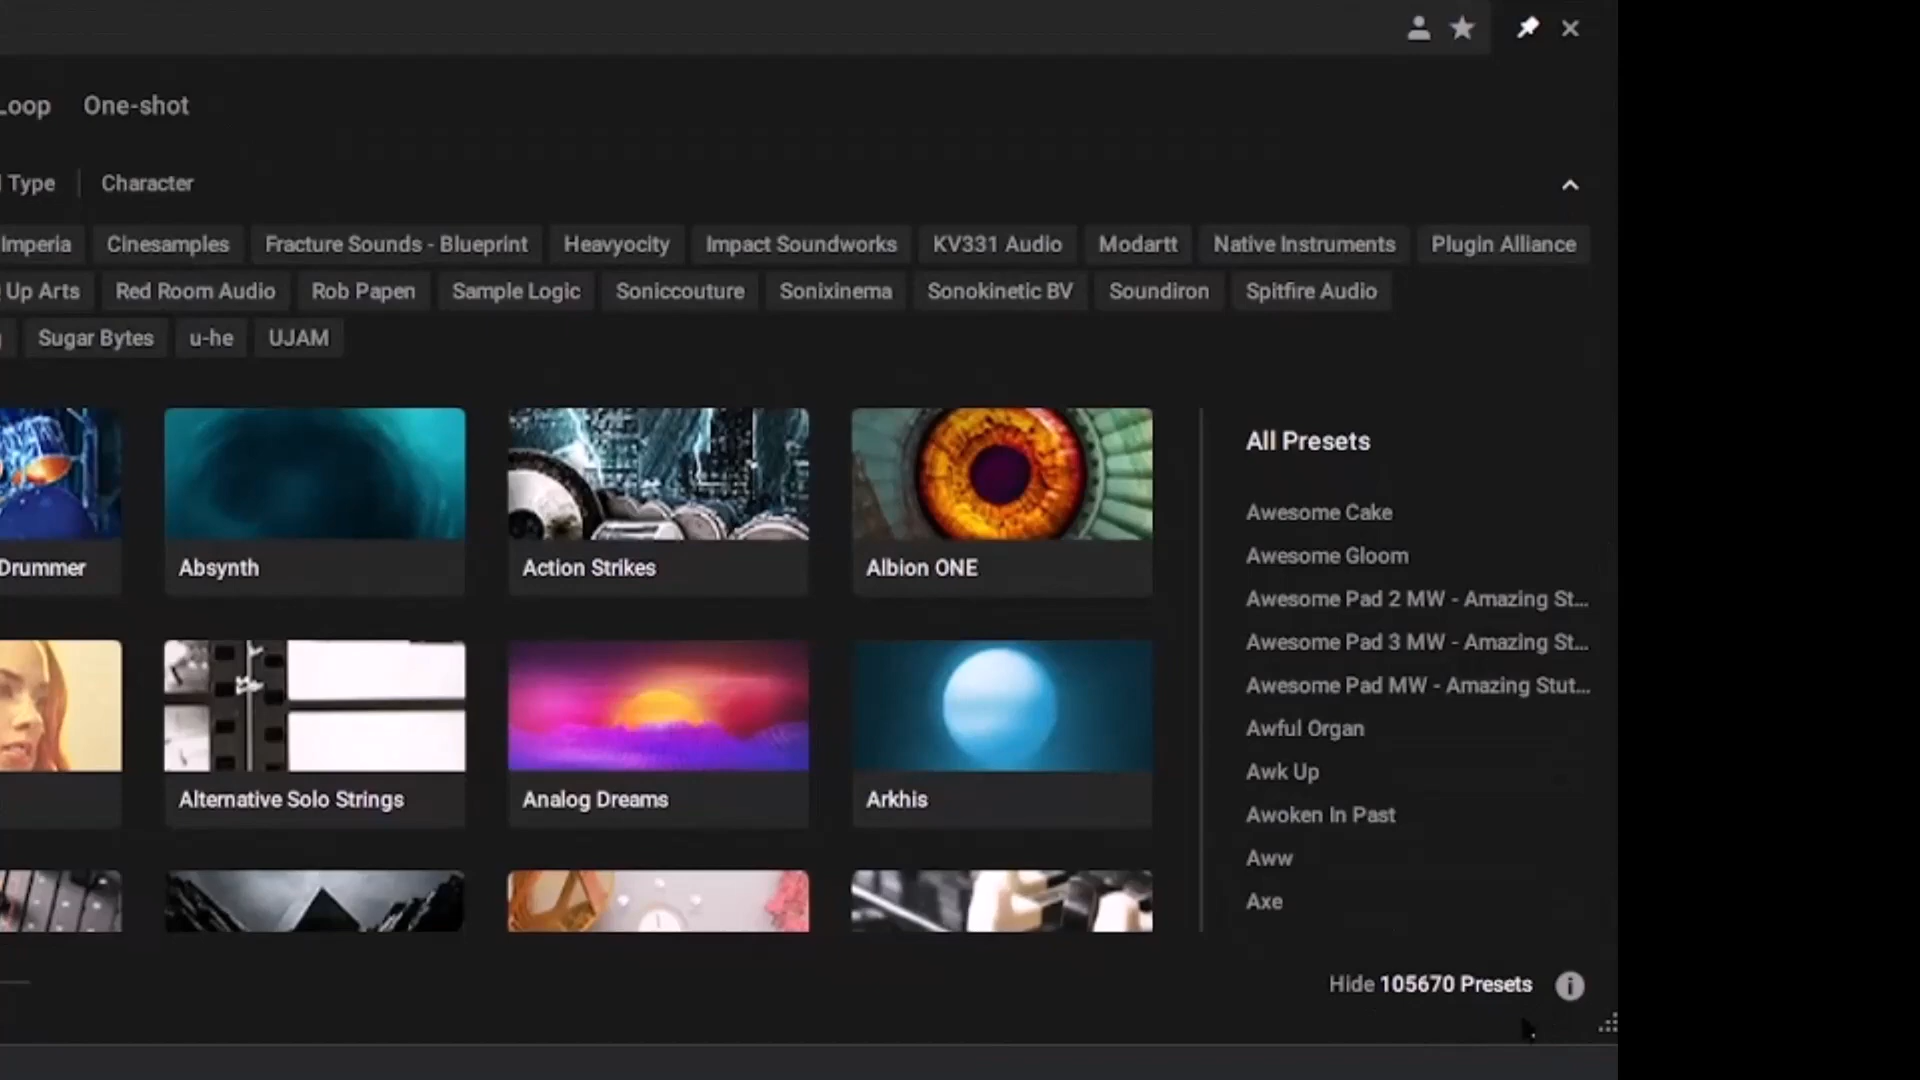 Loop One-shot
Type Character
Imperia Cinesamples Fracture Sounds - Blueprint Heavyocity Impact Soundworks KV331 Audio Modartt Native Instruments Plugin Alliance
Up Arts Red Room Audio Rob Papen Sample Logic Soniccouture Sonixinema Sonokinetic BV Soundiron Spitfire Audio
Sugar Bytes u-he UJAM
Drummer
Absynth
Action Strikes
Albion ONE
Alternative Solo Strings
Analog Dreams
Arkhis
All Presets
Awesome Cake
Awesome Gloom
Awesome Pad 2 MW - Amazing St...
Awesome Pad 3 MW - Amazing St...
Awesome Pad MW - Amazing Stut...
Awful Organ
Awk Up
Awoken In Past
Aww
Axe
Hide 105670 Presets